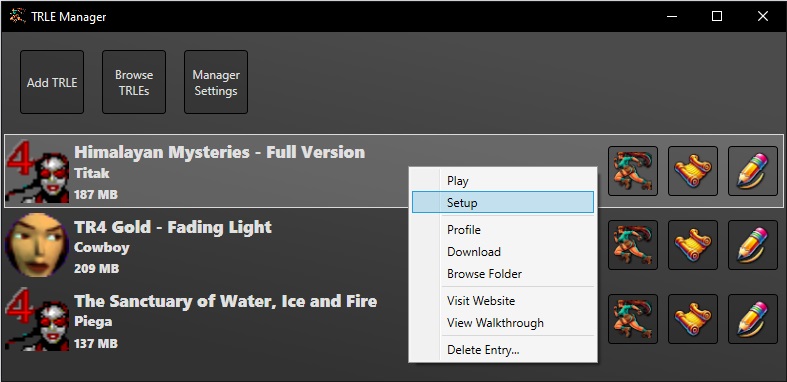 TRLE Manager
Add TRLE
Browse
TRLEs
Manager
Settings
4
Himalayan Mysteries - Full Version
Titak
187 MB
TR4 Gold - Fading Light
Cowboy
209 MB
4
The Sanctuary of Water, Ice and Fire
Piega
137 MB
Play
Setup
Profile
Download
Browse Folder
Visit Website
View Walkthrough
Delete Entry...